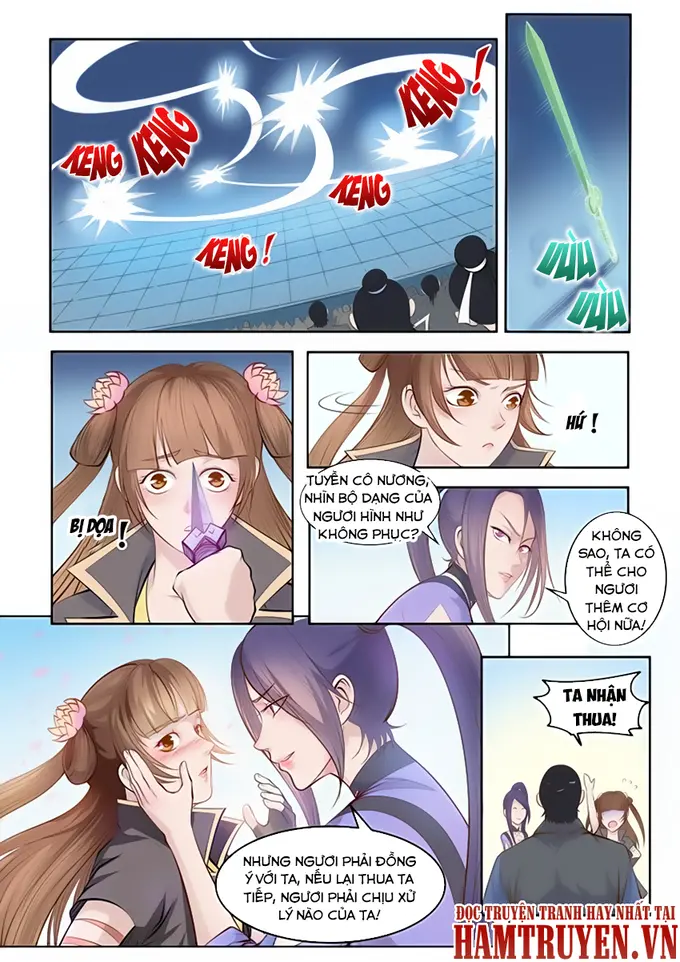 KENG!
KENG
KENG
KENG
KENG!
VÙÙ
VÙÙ
BỊ DỌA!
HỨ!
TUYỀN CÔ NƯƠNG,
NHÌN BỘ DẠNG CỦA
NGƯƠI HÌNH NHƯ
KHÔNG PHỤC?
KHÔNG
SAO, TA CÓ
THỂ CHO
NGƯƠI
THÊM CƠ
HỘI NỮA!
NHƯNG NGƯƠI PHẢI ĐỒNG
Ý VỚI TA, NẾU LẠI THUA TA
TIẾP, NGƯƠI PHẢI CHỊU XỬ
LÝ NÀO CỦA TA!
TA NHẬN
THUA!
ĐỌC TRUYỆN TRANH HAY NHẤT TẠI
HAMTRUYEN.VN